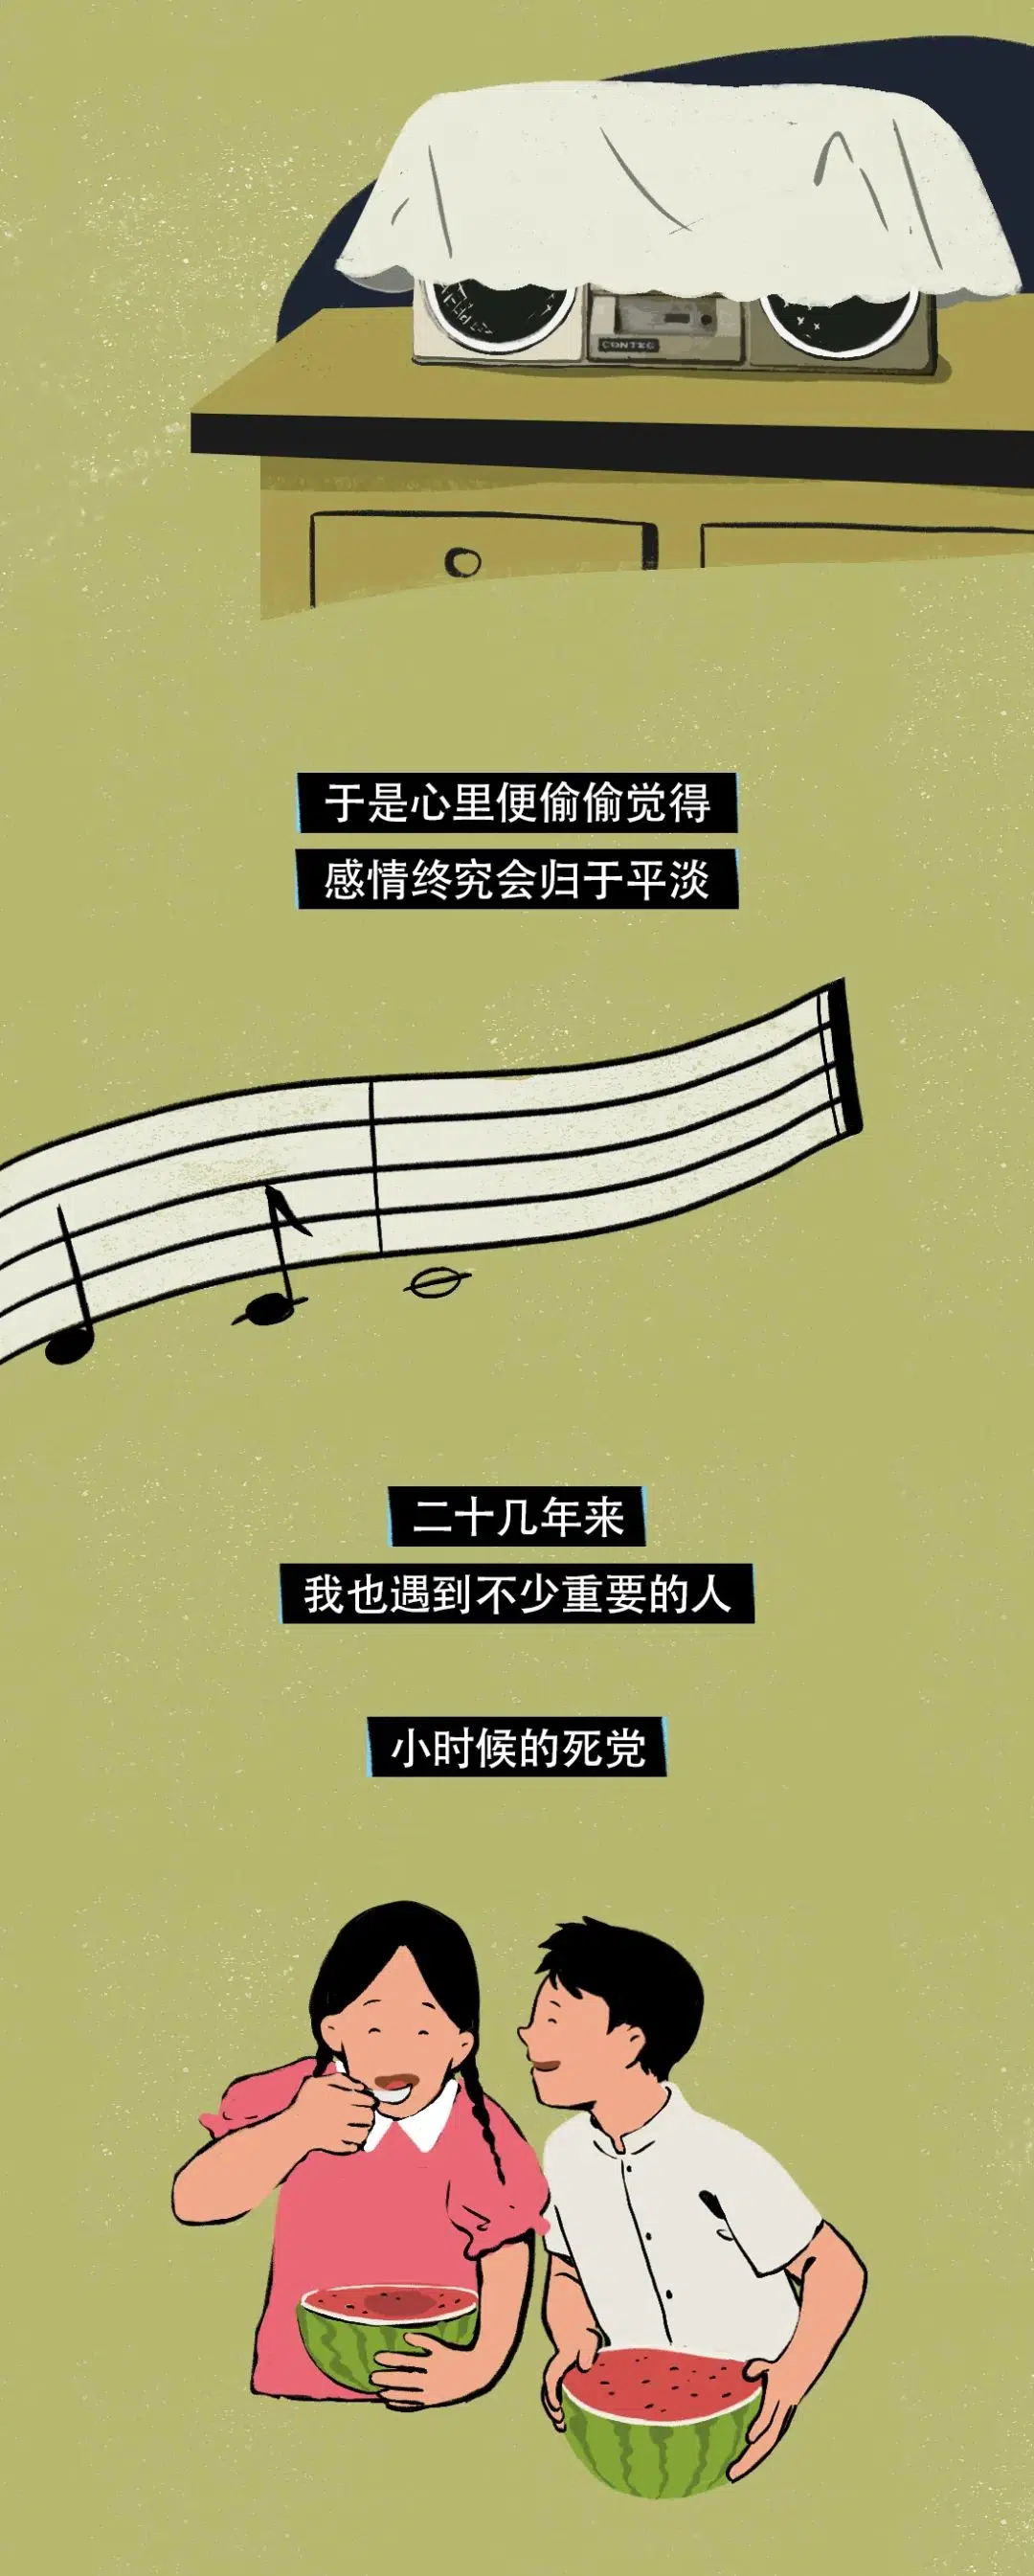 CONTEC
于是心里便偷偷觉得
感情终究会归于平淡
二十几年来
我也遇到不少重要的人
小时候的死党